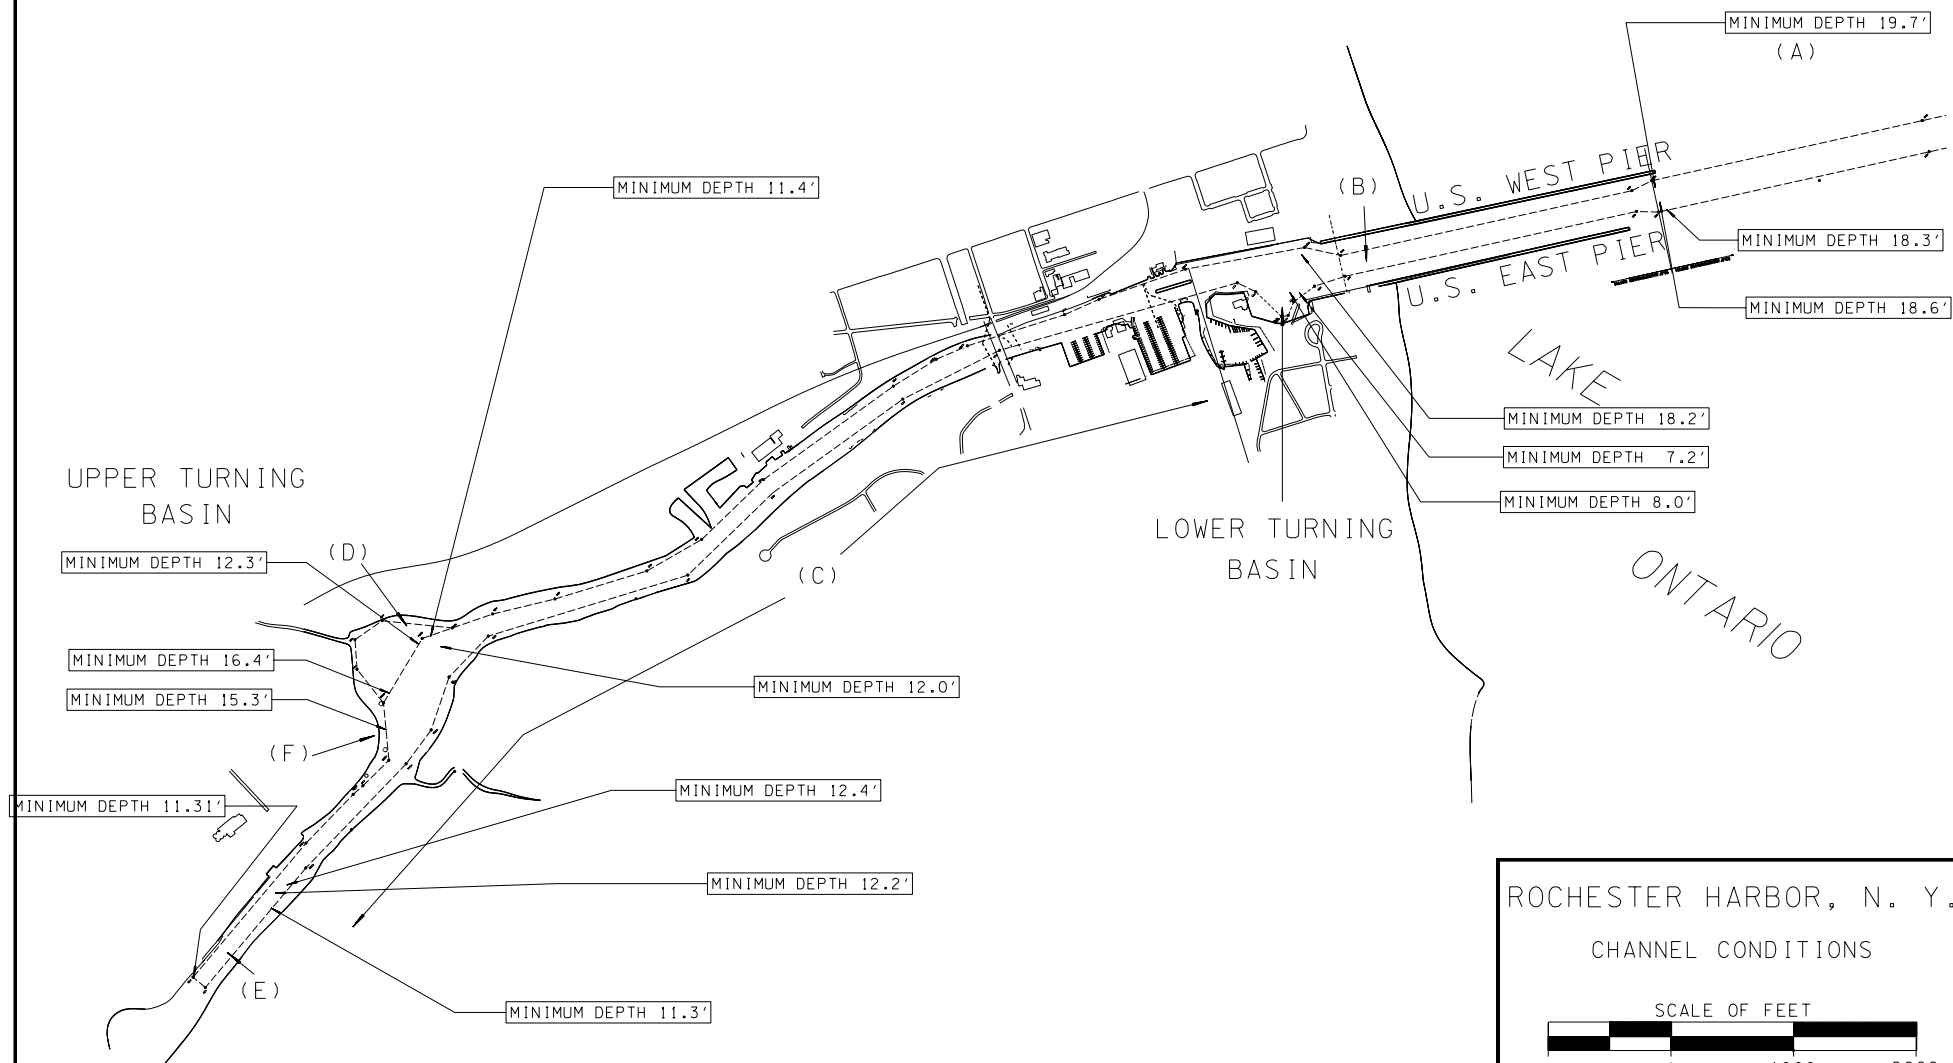 MINIMUM DEPTH 19.7'
(A)
U.S. WEST PIER
(B)
MINIMUM DEPTH 11.4'
MINIMUM DEPTH 18.3'
U.S. EAST PIER
MINIMUM DEPTH 18.6'
LAKE
ONTARIO
MINIMUM DEPTH 18.2'
MINIMUM DEPTH 7.2'
MINIMUM DEPTH 8.0'
UPPER TURNING
BASIN
LOWER TURNING
BASIN
MINIMUM DEPTH 12.3'
(D)
(C)
MINIMUM DEPTH 16.4'
MINIMUM DEPTH 12.0'
MINIMUM DEPTH 15.3'
(F)
MINIMUM DEPTH 12.4'
MINIMUM DEPTH 11.31'
MINIMUM DEPTH 12.2'
(E)
MINIMUM DEPTH 11.3'
ROCHESTER HARBOR, N. Y.
CHANNEL CONDITIONS
SCALE OF FEET